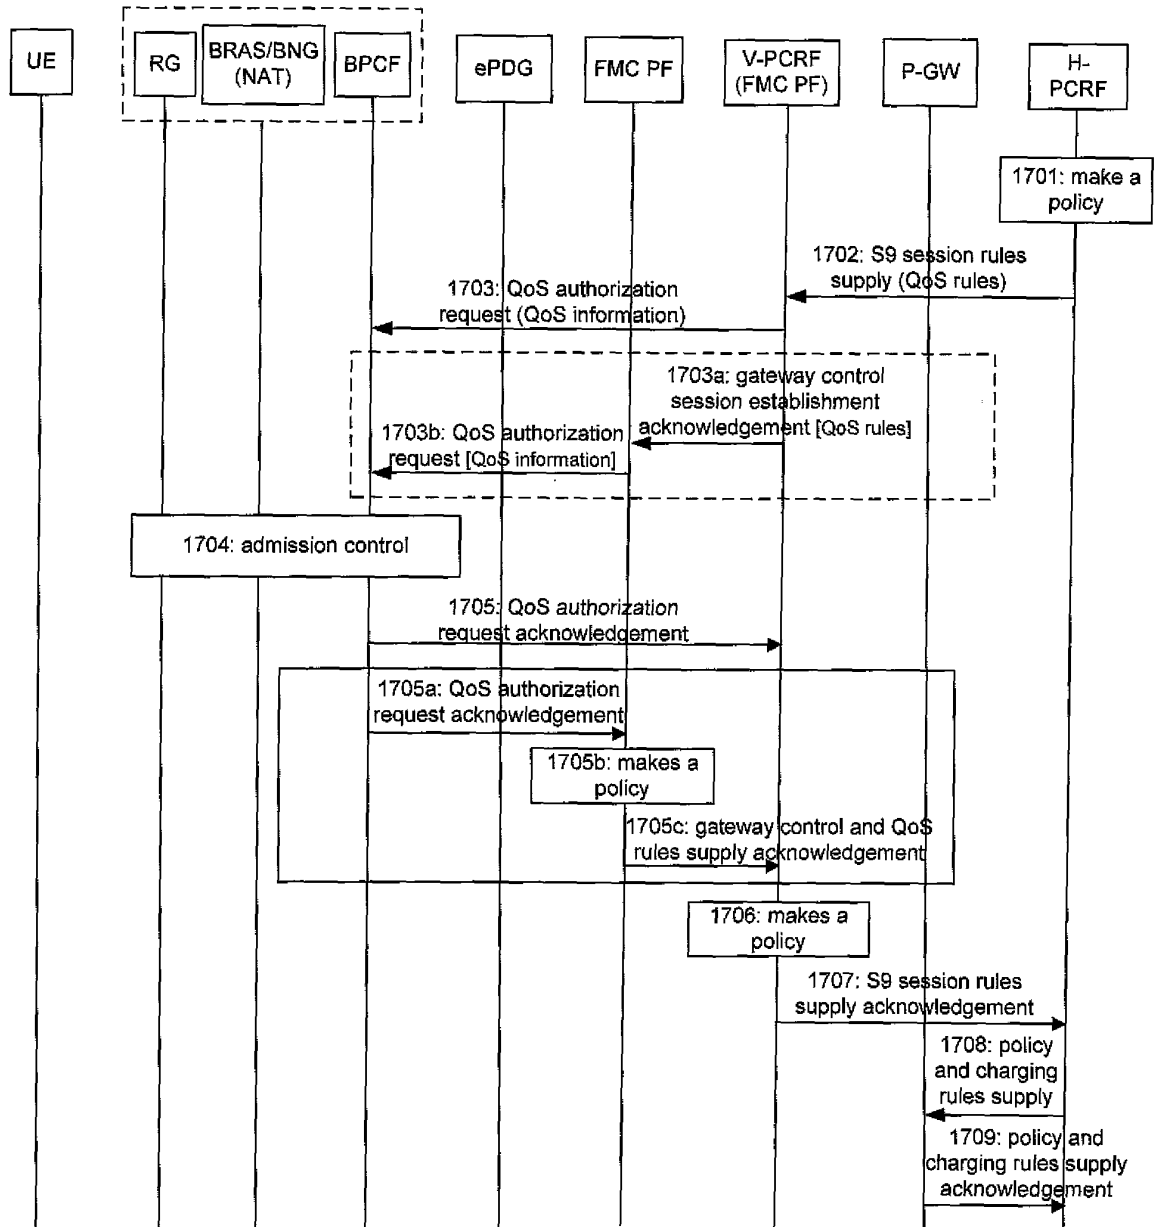 UE
RG
BRAS/BNG
(NAT)
BPCF
ePDG
FMC PF
V-PCRF
(FMC PF)
P-GW
H-
PCRF
1701: make a
policy
1702: S9 session rules
supply (QoS rules)
1703: QoS authorization
request (QoS information)
1703a: gateway control
session establishment
acknowledgement [QoS rules]
1703b: QoS authorization
request [QoS information]
1704: admission control
1705: QoS authorization
request acknowledgement
1705a: QoS authorization
request acknowledgement
1705b: makes a
policy
1705c: gateway control and QoS
rules supply acknowledgement
1706: makes a
policy
1707: S9 session rules
supply acknowledgement
1708: policy
and charging
rules supply
1709: policy and
charging rules supply
acknowledgement